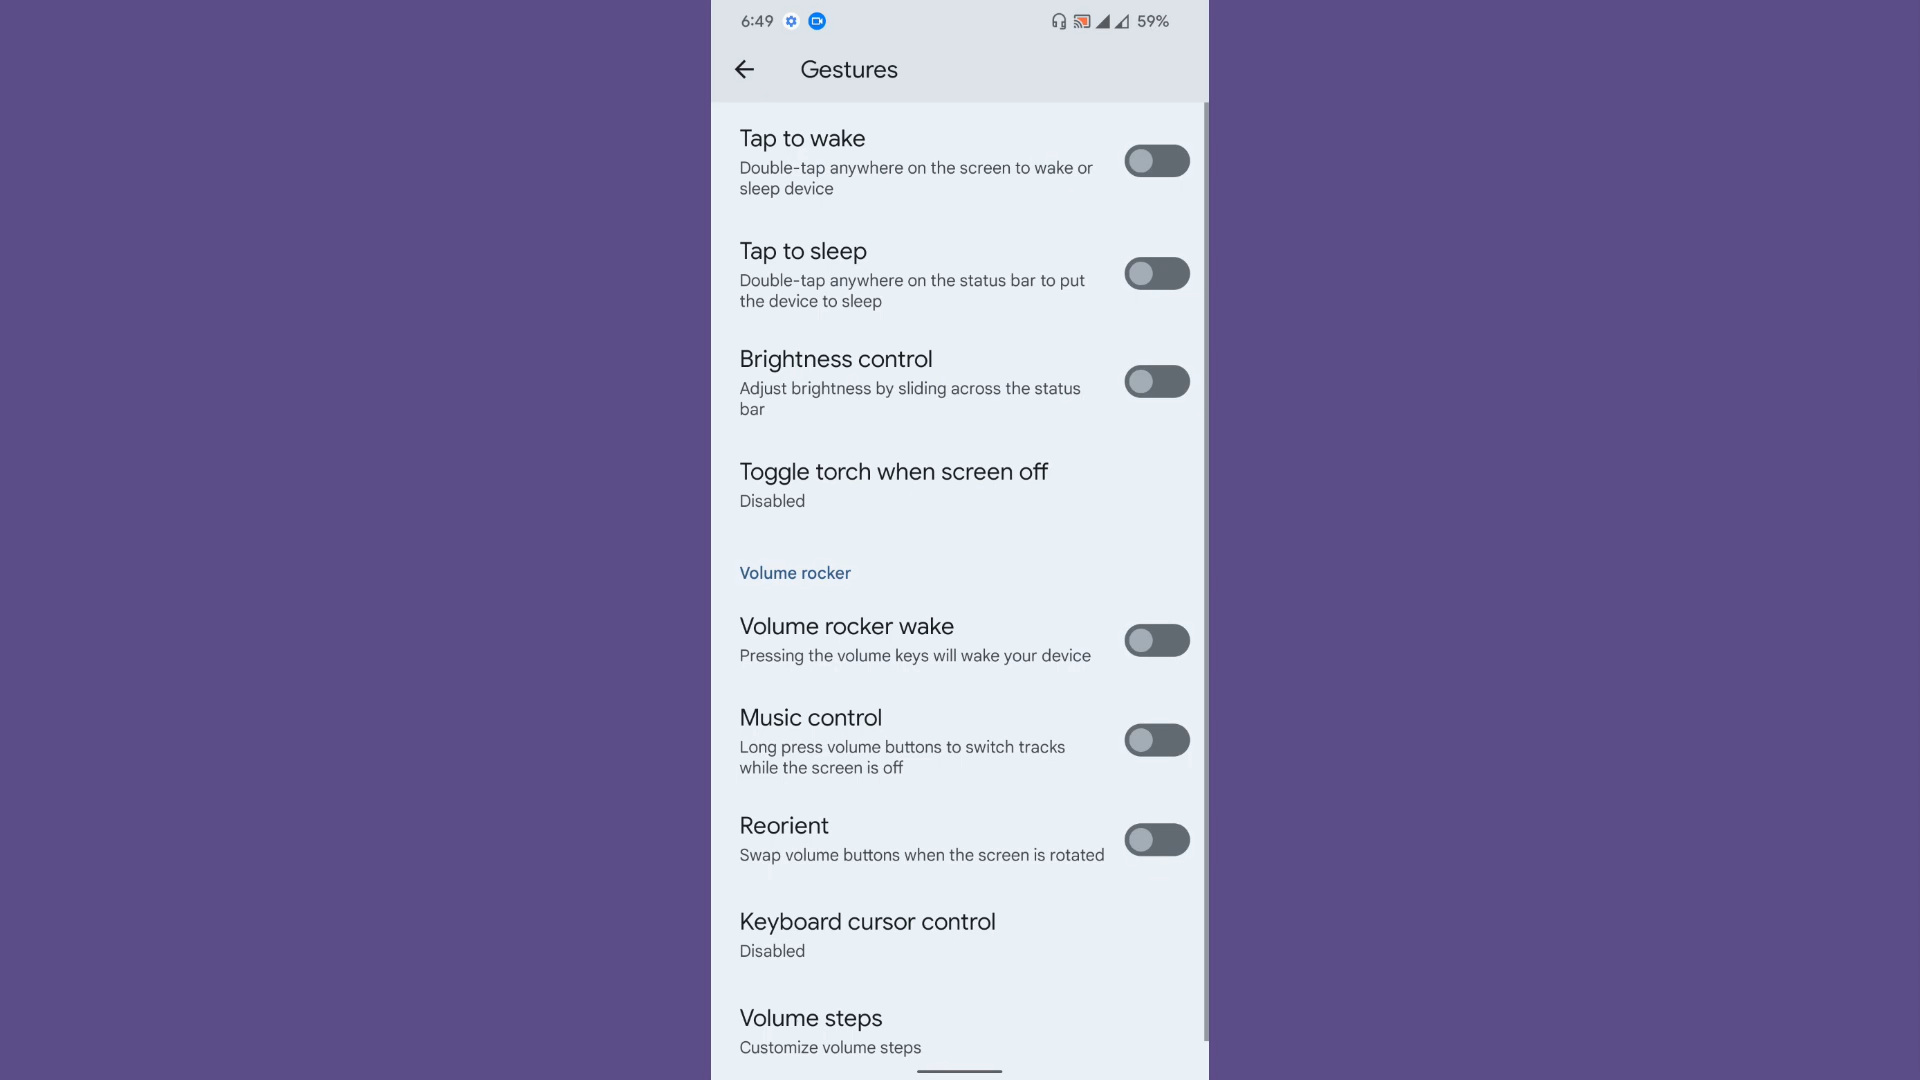 6:49 59%
Gestures
Tap to wake
Double-tap anywhere on the screen to wake or
sleep device
Tap to sleep
Double-tap anywhere on the status bar to put
the device to sleep
Brightness control
Adjust brightness by sliding across the status
bar
Toggle torch when screen off
Disabled
Volume rocker
Volume rocker wake
Pressing the volume keys will wake your device
Music control
Long press volume buttons to switch tracks
while the screen is off
Reorient
Swap volume buttons when the screen is rotated
Keyboard cursor control
Disabled
Volume steps
Customize volume steps